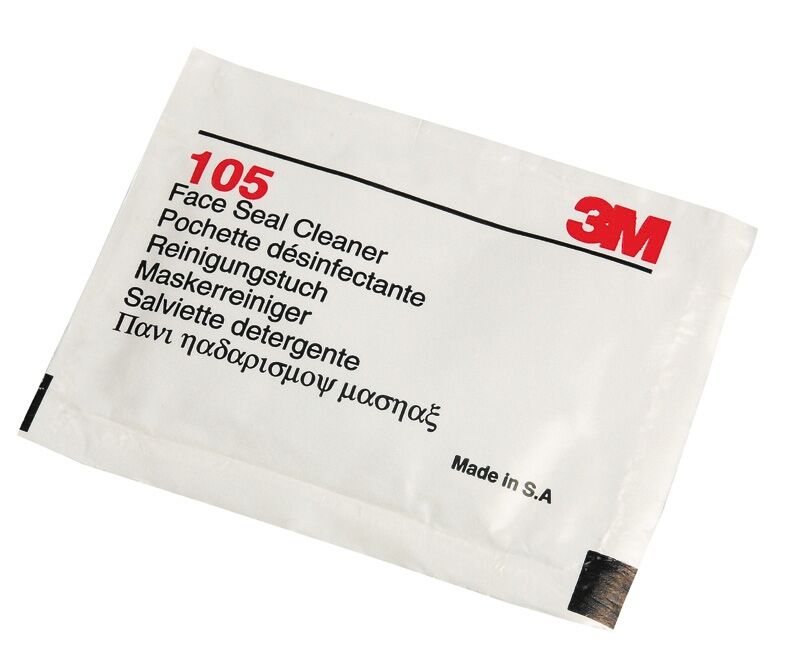 105
3M
Face Seal Cleaner
Pochette désinfectante
Reinigungstuch
Maskerreiniger
Salviette detergente
Πανι ηαδαρισμοψ μασηαξ
Made in S.A